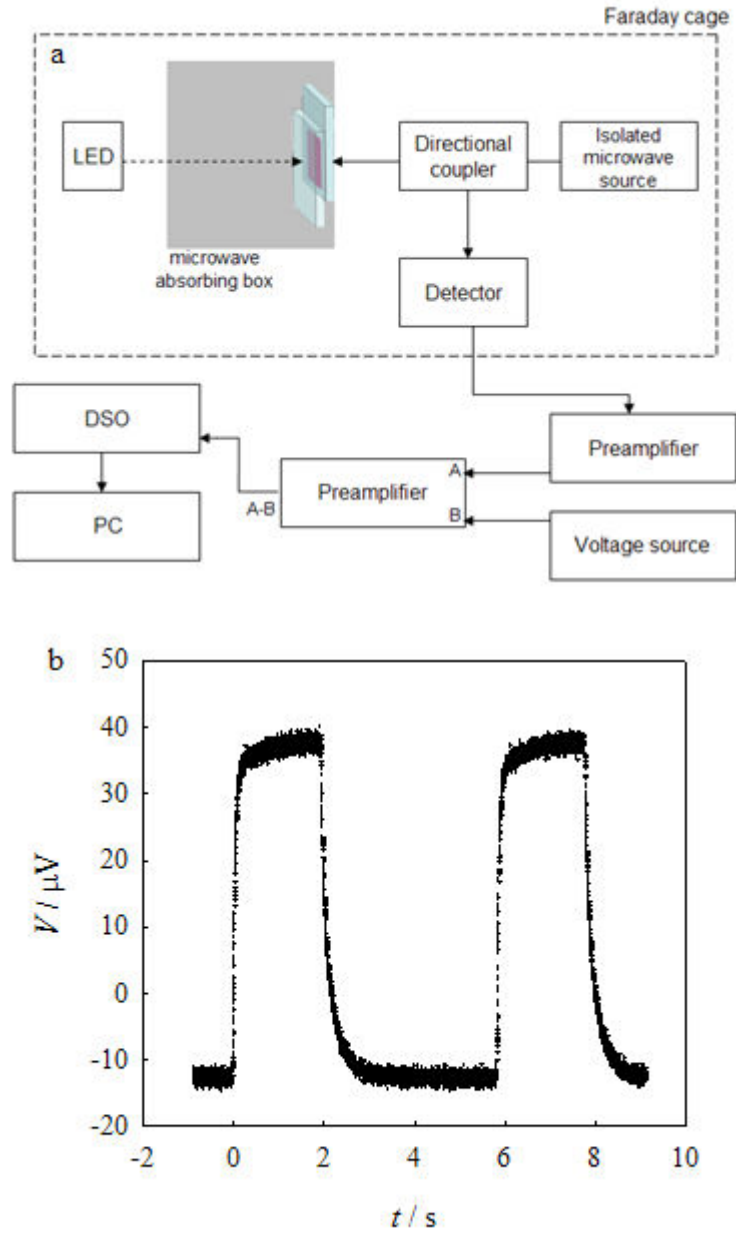 Faraday cage
a
LED
Directional
coupler
Isolated
microwave
source
microwave
absorbing box
Detector
DSO
Preamplifier
A
Preamplifier
A-B
B
PC
Voltage source
b
50
40
30
20
10
0
-10
-20
V / μV
-2
0
2
4
6
8
10
t / s